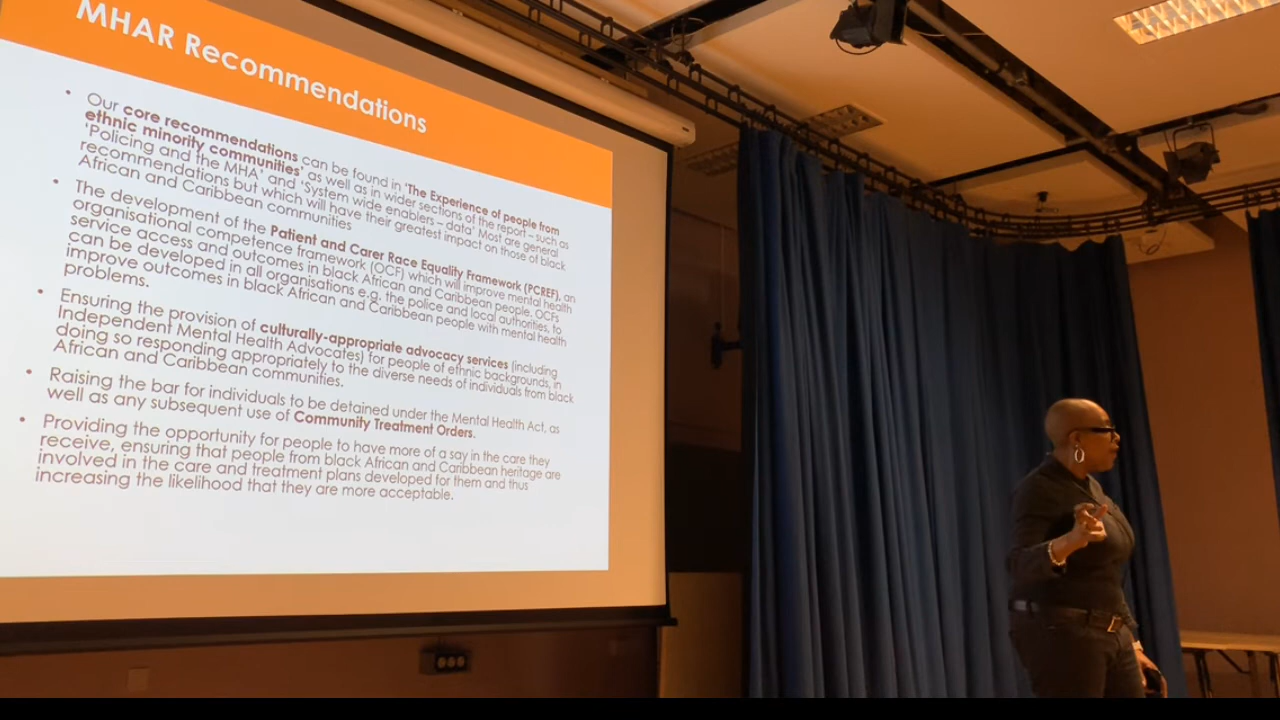 MHAR Recommendations
• Our core recommendations can be found in 'The Experience of people from
ethnic minority communities' as well as in wider sections of the report – such as
'Policing and the MHA' and 'System wide enablers – data' Most are general
recommendations but which will have their greatest impact on those of black
African and Caribbean communities
• The development of the Patient and Carer Race Equality Framework (PCREF), an
organisational competence framework (OCF) which will improve mental health
service access and outcomes in black African and Caribbean people. OCFs
can be developed in all organisations e.g. the police and local authorities, to
improve outcomes in black African and Caribbean people with mental health
problems.
• Ensuring the provision of culturally-appropriate advocacy services (including
Independent Mental Health Advocates) for people of ethnic backgrounds, in
doing so responding appropriately to the diverse needs of individuals from black
African and Caribbean communities.
• Raising the bar for individuals to be detained under the Mental Health Act, as
well as any subsequent use of Community Treatment Orders.
• Providing the opportunity for people to have more of a say in the care they
receive, ensuring that people from black African and Caribbean heritage are
involved in the care and treatment plans developed for them and thus
increasing the likelihood that they are more acceptable.